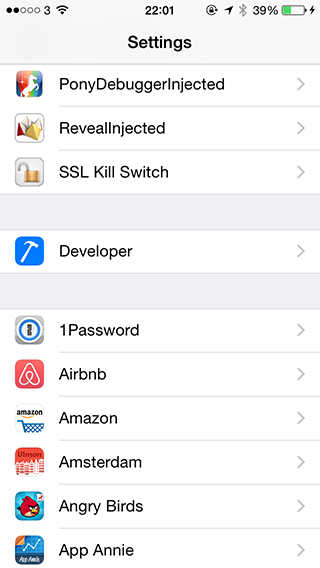 3 22:01 39%
Settings
PonyDebuggerInjected
RevealInjected
SSL Kill Switch
Developer
1Password
Airbnb
amazon
Amazon
Ulmon
Amsterdam
Angry Birds
App Annie
App Annie